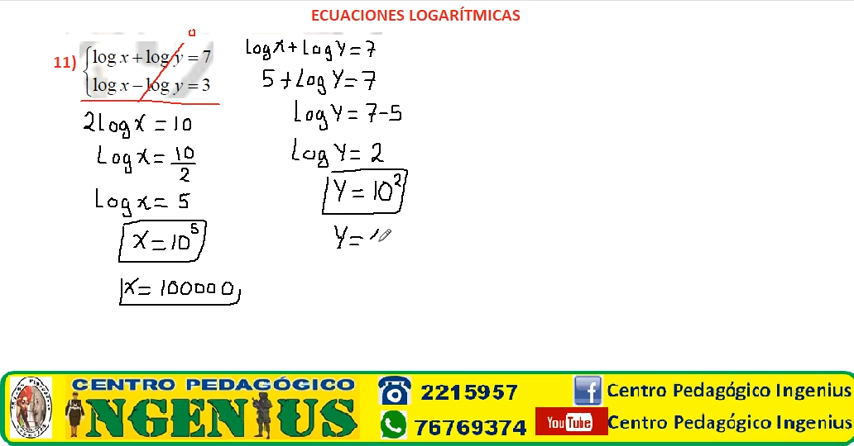 ECUACIONES LOGARÍTMICAS
0
11) log x + log y = 7
log x − log y = 3
2Log x = 10
Log x = 10/2
Log x = 5
x = 10^5
x = 100000,
Log x + Log Y = 7
5 + Log Y = 7
Log Y = 7-5
Log Y = 2
Y = 10^2
Y = 10
CENTRO PEDAGÓGICO
INGENIUS
2215957
76769374
f Centro Pedagógico Ingenius
YouTube Centro Pedagógico Ingenius